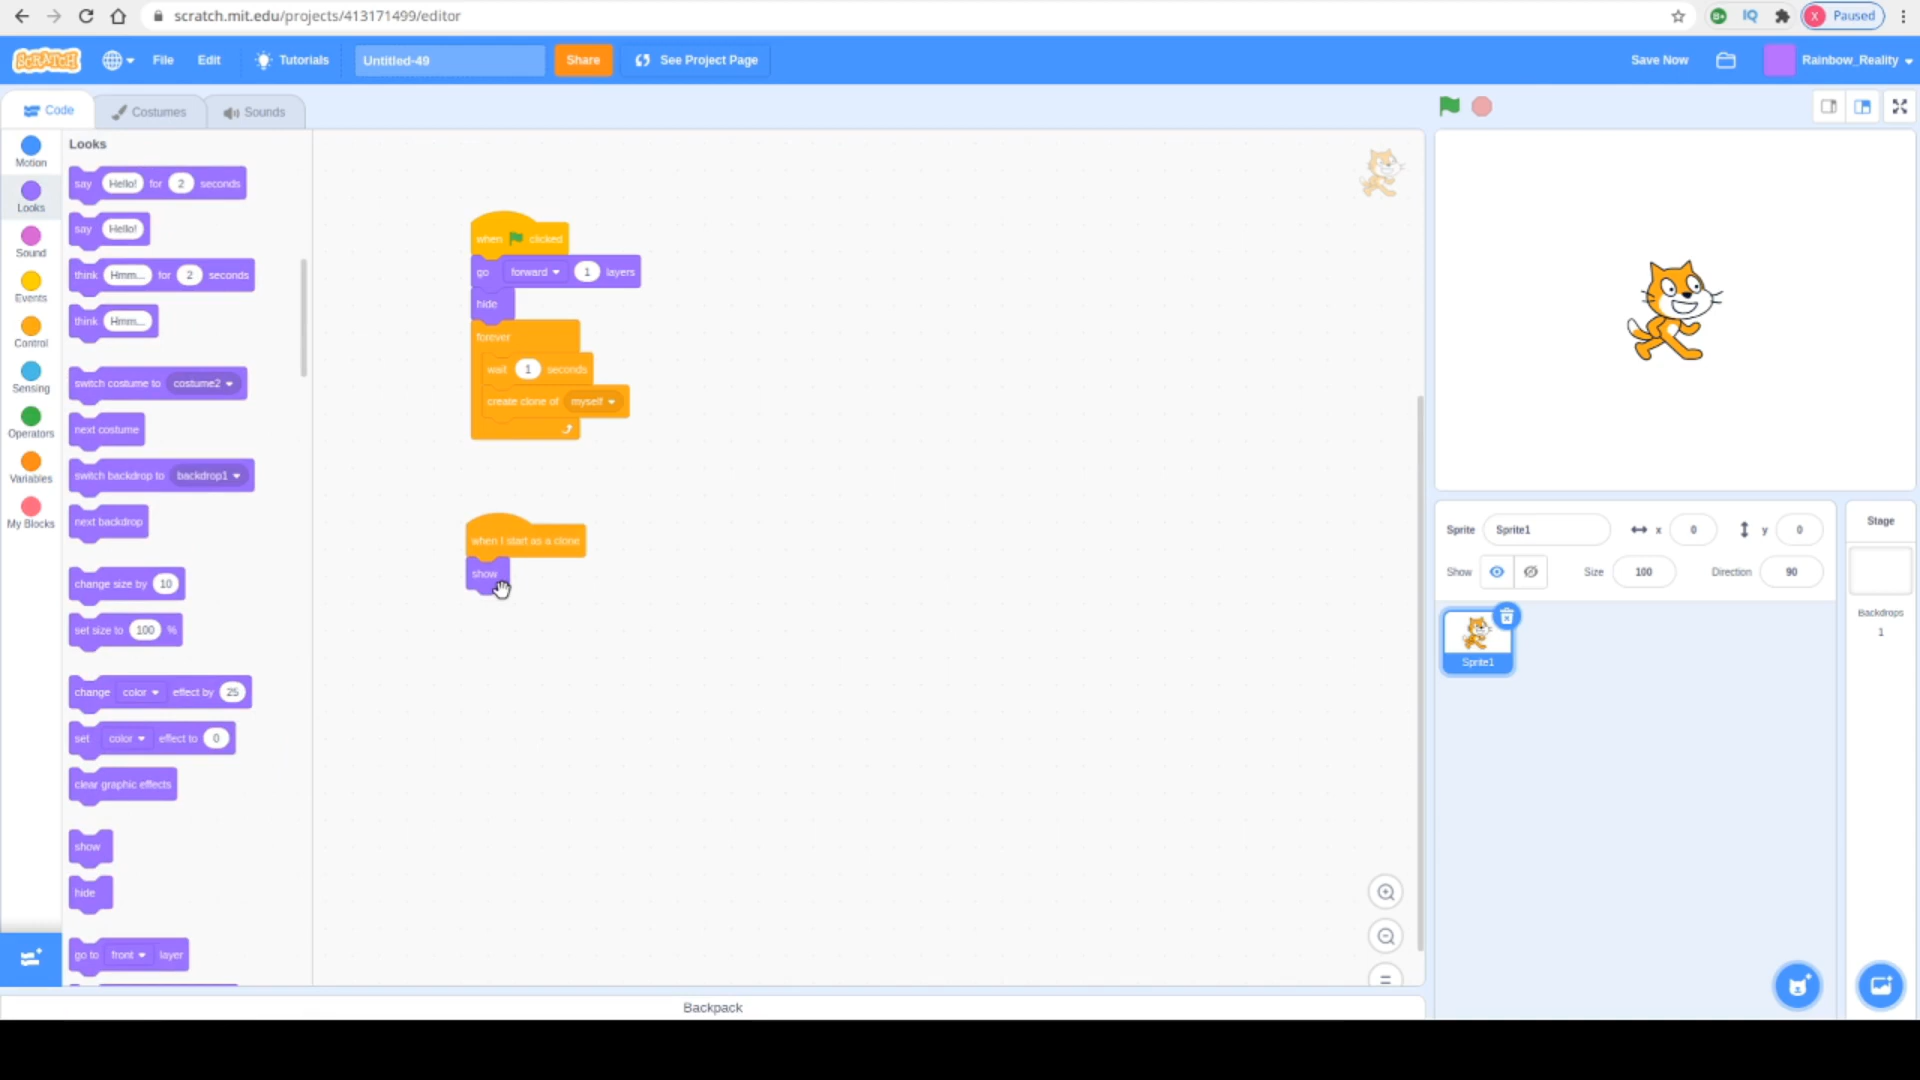 scratch.mit.edu/projects/413171499/editor
Paused
SCRATCH
File
Edit
Tutorials
Untitled-49
Share
See Project Page
Save Now
Rainbow_Reality
Code
Costumes
Sounds
Motion
Looks
Sound
Events
Control
Sensing
Operators
Variables
My Blocks
Looks
say Hello! for 2 seconds
say Hello!
think Hmm... for 2 seconds
think Hmm...
switch costume to costume2
next costume
switch backdrop to backdrop1
next backdrop
change size by 10
set size to 100 %
change color effect by 25
set color effect to 0
clear graphic effects
show
hide
go to front layer
when clicked
go forward 1 layers
hide
forever
wait 1 seconds
create clone of myself
when I start as a clone
show
Backpack
Sprite Sprite1 x 0 y 0
Show Size 100 Direction 90
Sprite1
Stage
Backdrops
1